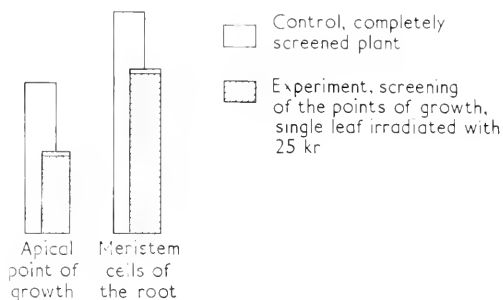 Control, completely
screened plant
Experiment, screening
of the points of growth,
single leaf irradiated with
25 kr
Apical
point of
growth
Meristem
cells of
the root